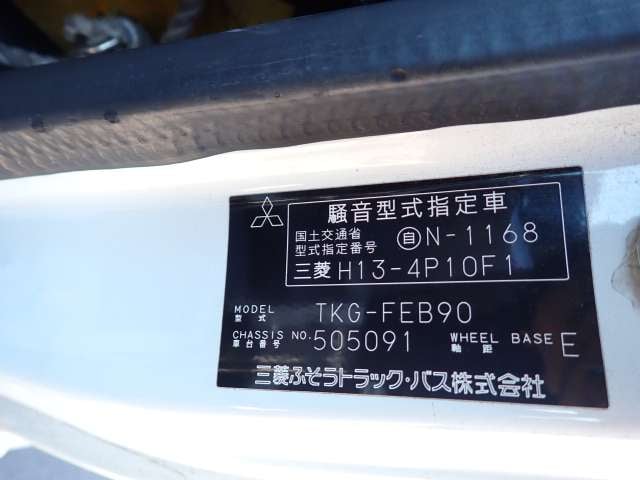 騒音型式指定車
国土交通省
型式指定番号 自N-1168
三菱 H13-4P10F1
MODEL
型式 TKG-FEB90
CHASSIS NO.
車台番号 505091 WHEEL BASE
軸距 E
三菱ふそうトラック・バス株式会社